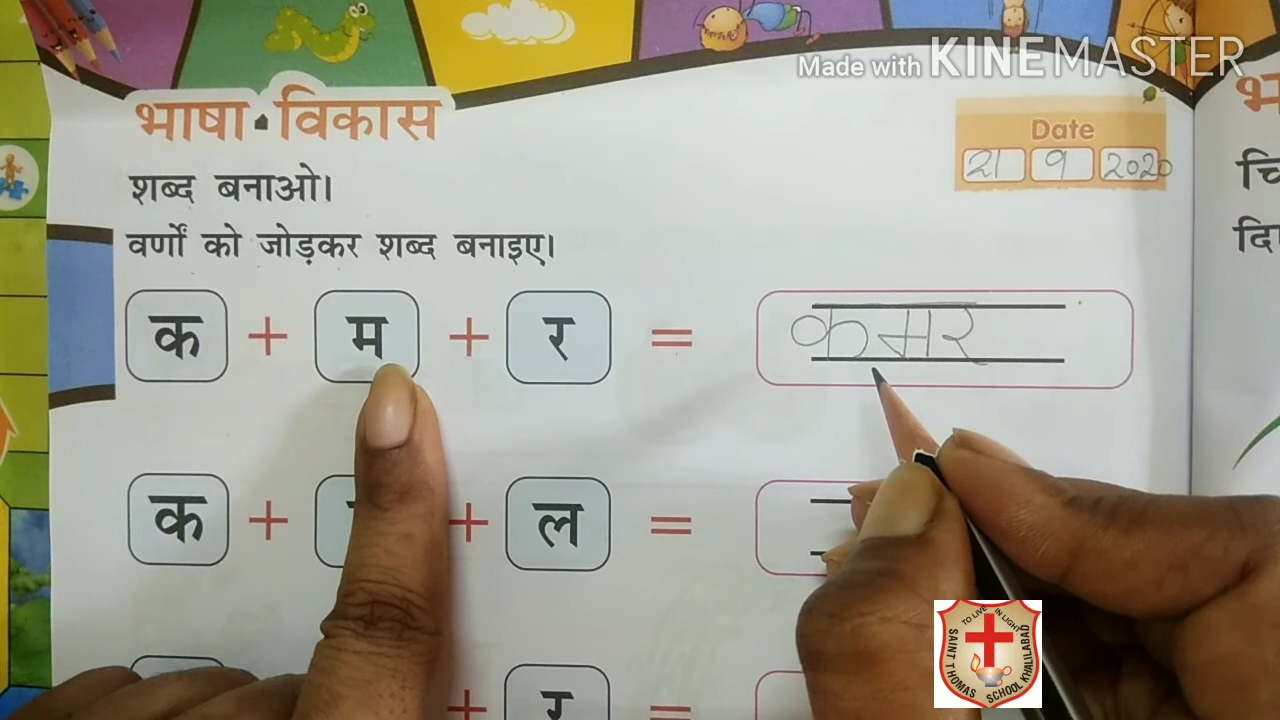 Made with KINEMASTER
भाषा विकास
Date
21 9 2020
शब्द बनाओ।
वर्णों को जोड़कर शब्द बनाइए।
क + म + र = कमर
क + + ल =
+ र =
TO LIVE IN LIGHT
SAINT THOMAS SCHOOL KHALILABAD